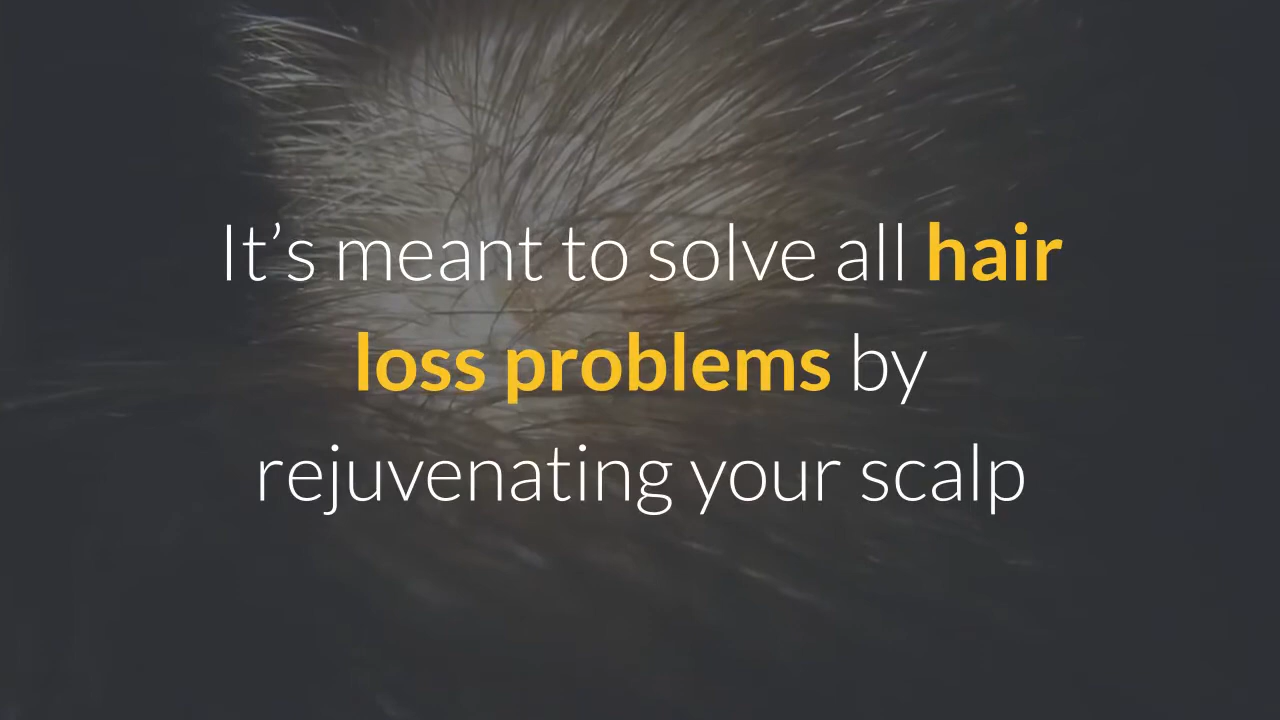 It’s meant to solve all hair
loss problems by
rejuvenating your scalp